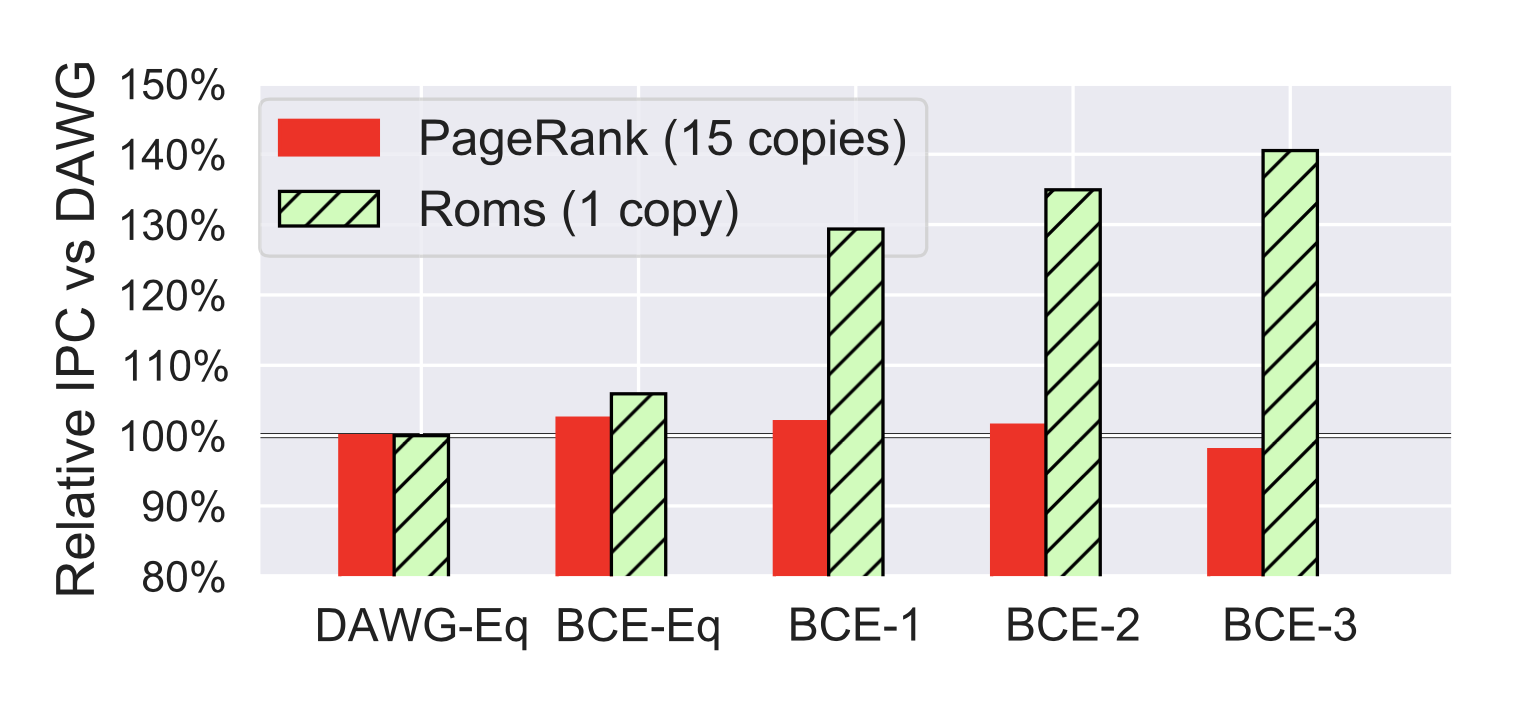 Relative IPC vs DAWG
150%
140%
130%
120%
110%
100%
90%
80%
PageRank (15 copies)
Roms (1 copy)
DAWG-Eq BCE-Eq BCE-1 BCE-2 BCE-3